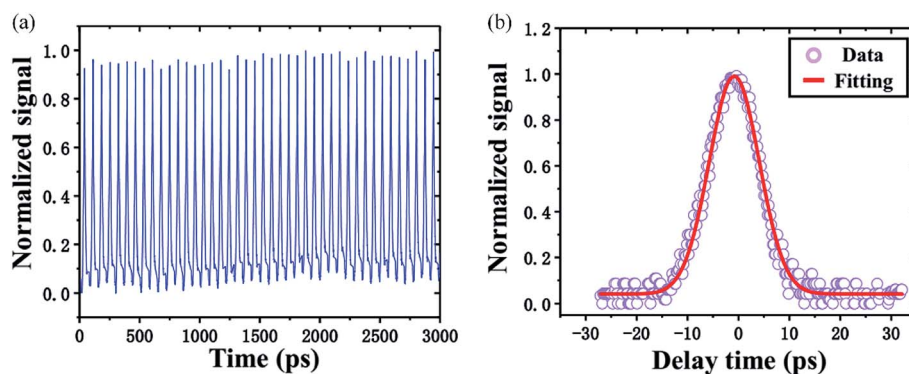 (a)
Normalized signal
1.0
0.8
0.6
0.4
0.2
0.0
0 500 1000 1500 2000 2500 3000
Time (ps)
(b)
Normalized signal
1.2
1.0
0.8
0.6
0.4
0.2
0.0
-30 -20 -10 0 10 20 30
Delay time (ps)
Data
Fitting